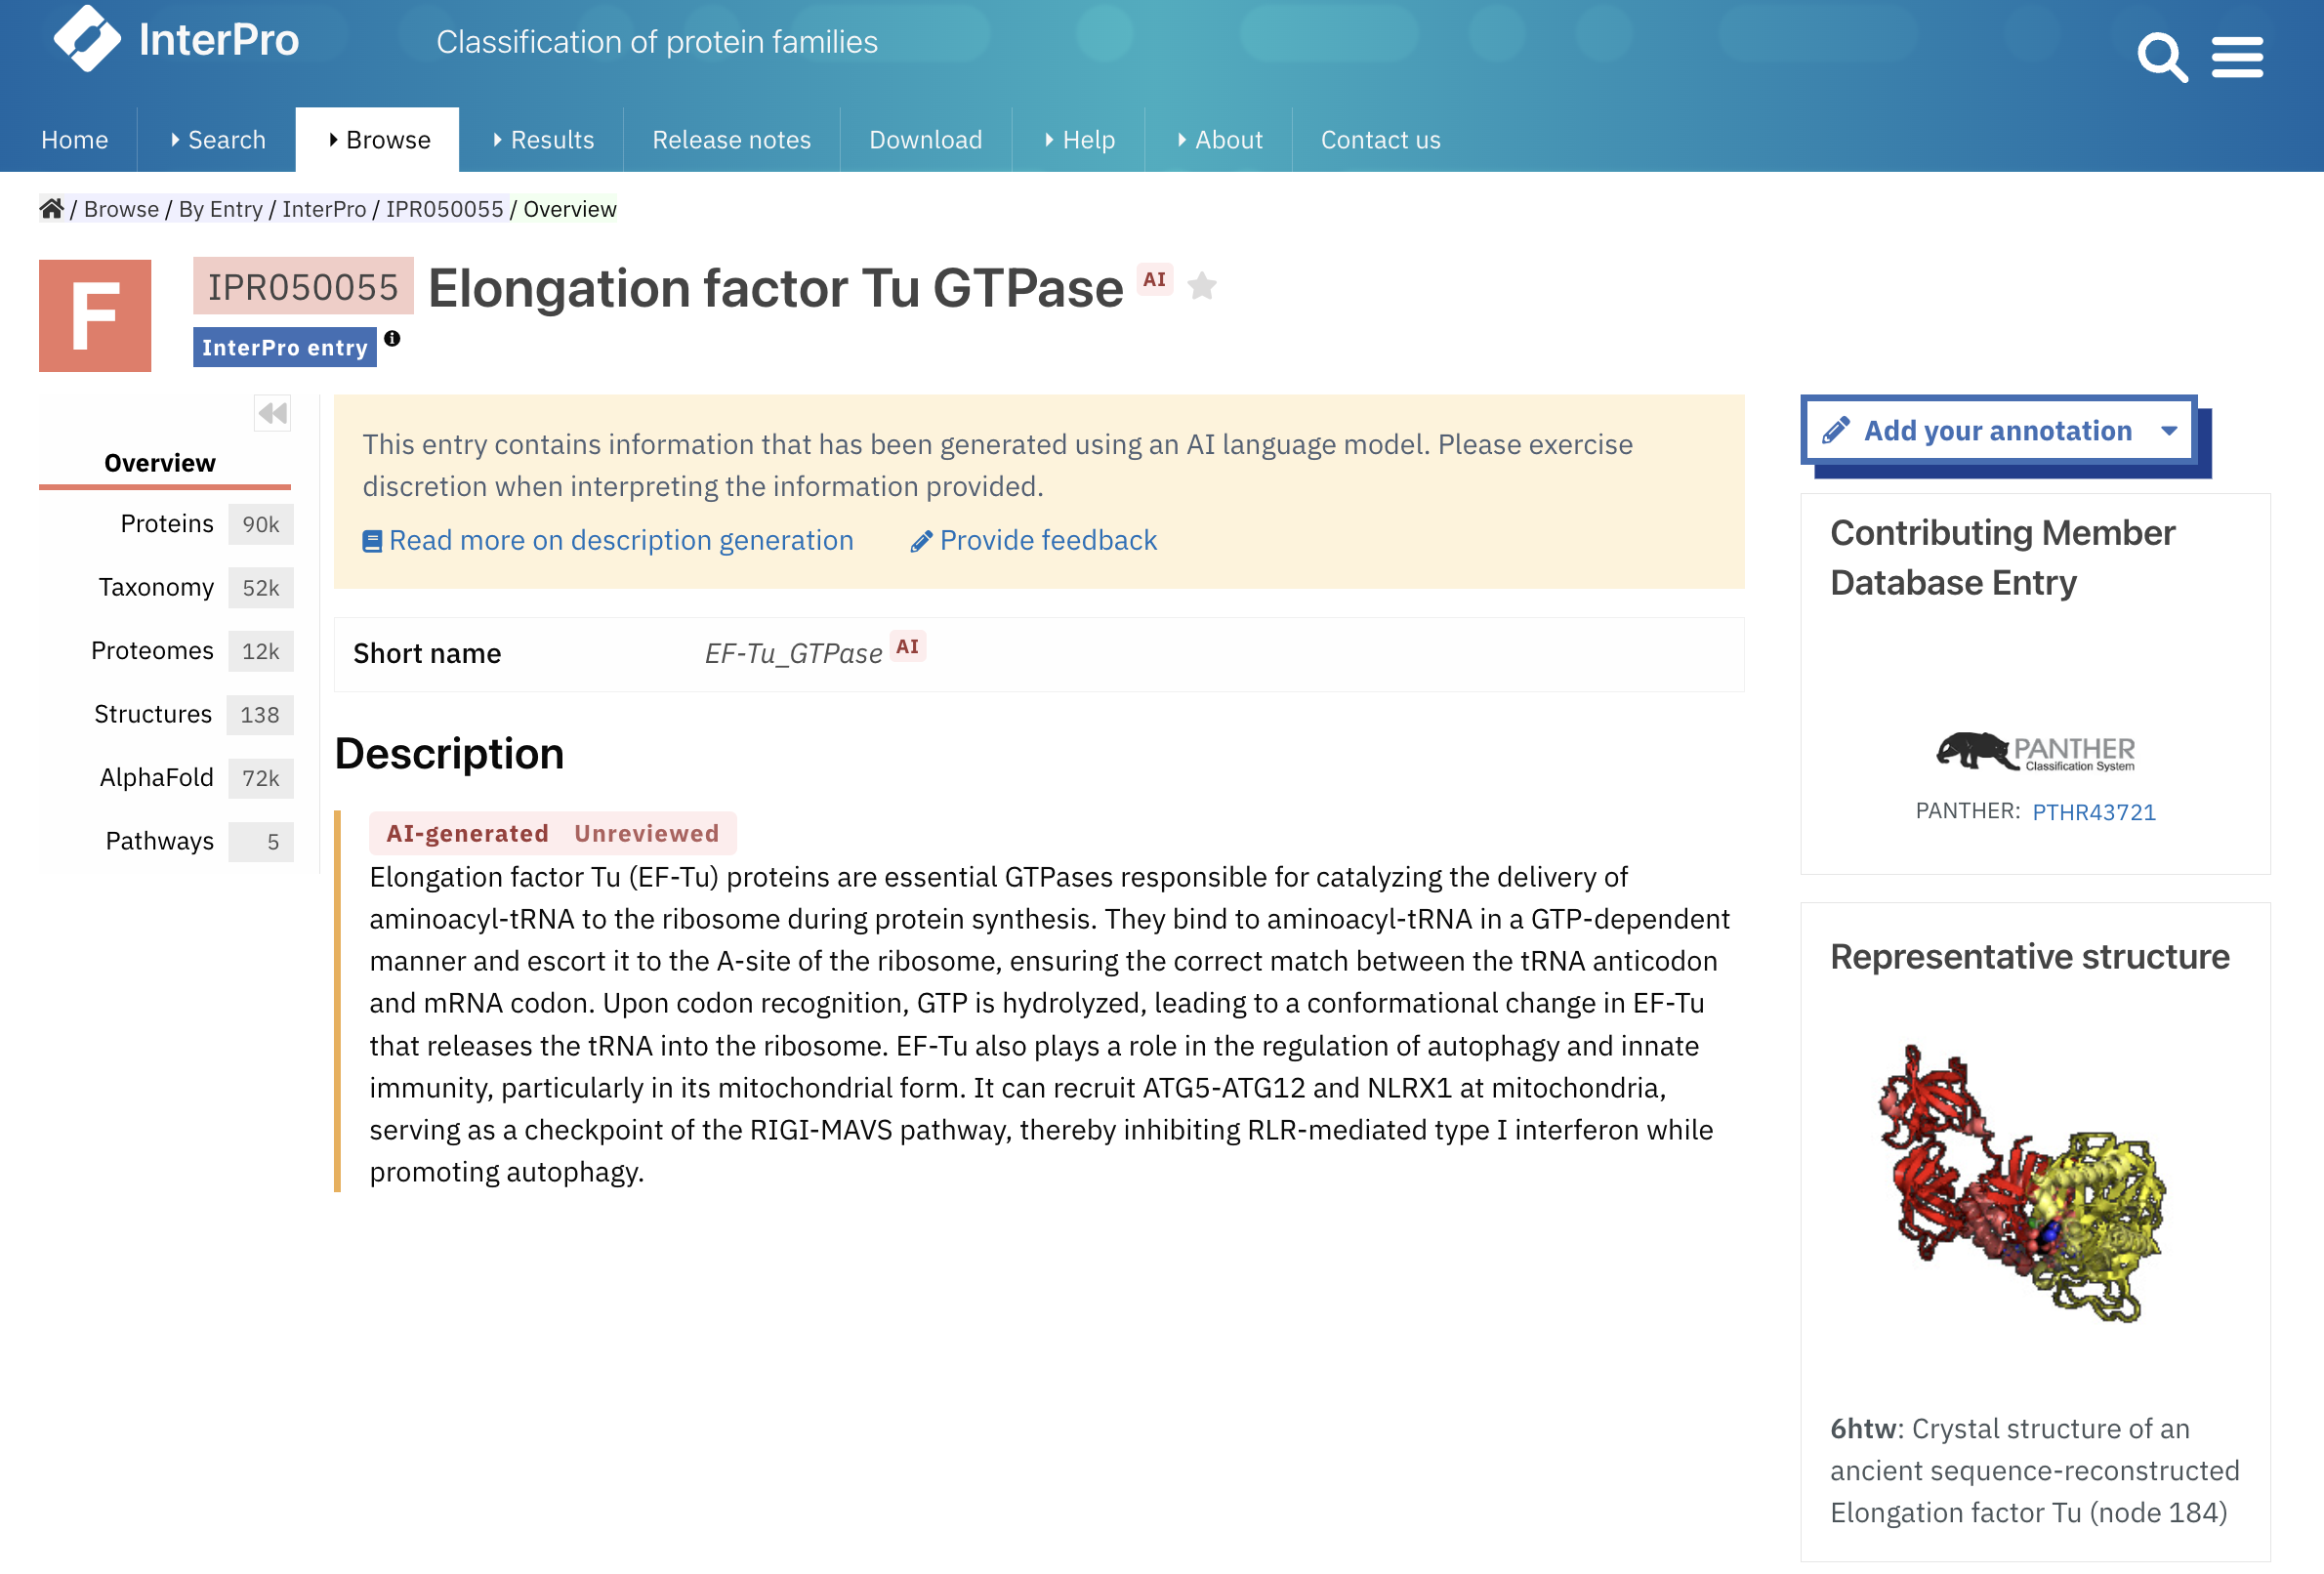 InterPro
Classification of protein families
Home
Search
Browse
Results
Release notes
Download
Help
About
Contact us
/ Browse / By Entry / InterPro / IPR050055 / Overview
F
IPR050055
Elongation factor Tu GTPase AI
InterPro entry
Overview
Proteins 90k
Taxonomy 52k
Proteomes 12k
Structures 138
AlphaFold 72k
Pathways 5
This entry contains information that has been generated using an AI language model. Please exercise
discretion when interpreting the information provided.
Read more on description generation
Provide feedback
Short name
EF-Tu_GTPase AI
Description
AI-generated Unreviewed
Elongation factor Tu (EF-Tu) proteins are essential GTPases responsible for catalyzing the delivery of
aminoacyl-tRNA to the ribosome during protein synthesis. They bind to aminoacyl-tRNA in a GTP-dependent
manner and escort it to the A-site of the ribosome, ensuring the correct match between the tRNA anticodon
and mRNA codon. Upon codon recognition, GTP is hydrolyzed, leading to a conformational change in EF-Tu
that releases the tRNA into the ribosome. EF-Tu also plays a role in the regulation of autophagy and innate
immunity, particularly in its mitochondrial form. It can recruit ATG5-ATG12 and NLRX1 at mitochondria,
serving as a checkpoint of the RIGI-MAVS pathway, thereby inhibiting RLR-mediated type I interferon while
promoting autophagy.
Add your annotation
Contributing Member
Database Entry
PANTHER
Classification System
PANTHER: PTHR43721
Representative structure
6htw: Crystal structure of an
ancient sequence-reconstructed
Elongation factor Tu (node 184)